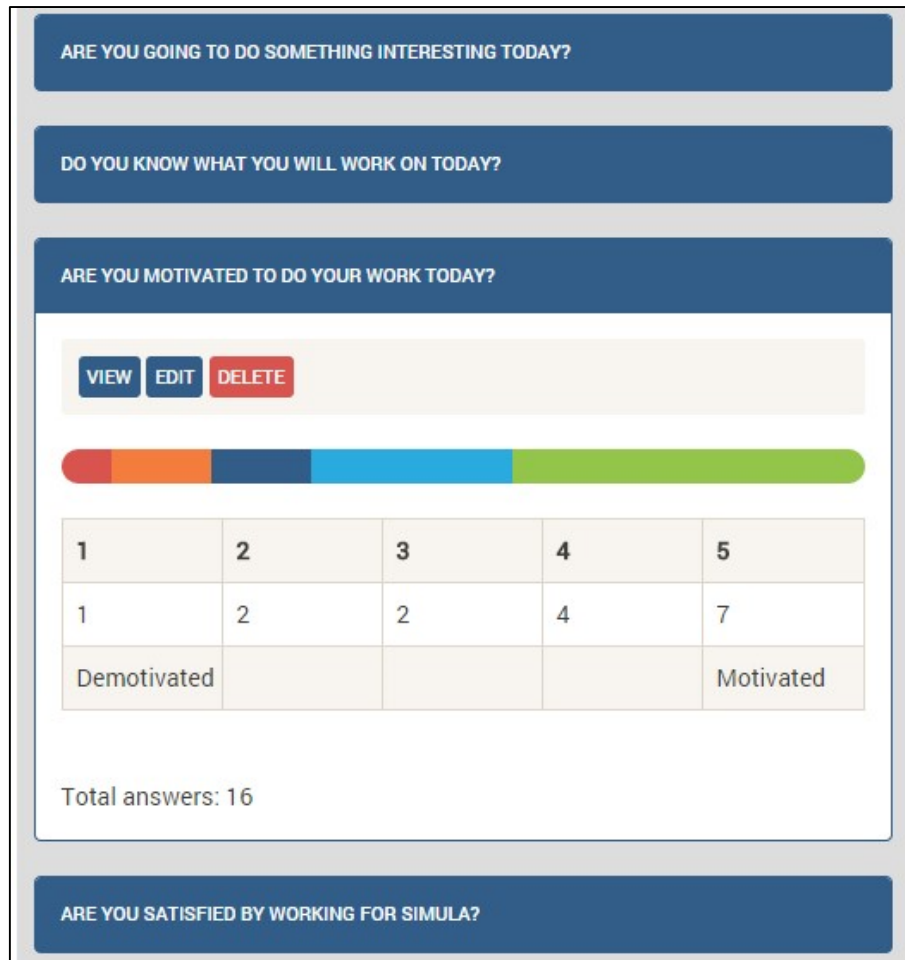 ARE YOU GOING TO DO SOMETHING INTERESTING TODAY?
DO YOU KNOW WHAT YOU WILL WORK ON TODAY?
ARE YOU MOTIVATED TO DO YOUR WORK TODAY?
VIEW EDIT DELETE
1 2 3 4 5
1 2 2 4 7
Demotivated Motivated
Total answers: 16
ARE YOU SATISFIED BY WORKING FOR SIMULA?